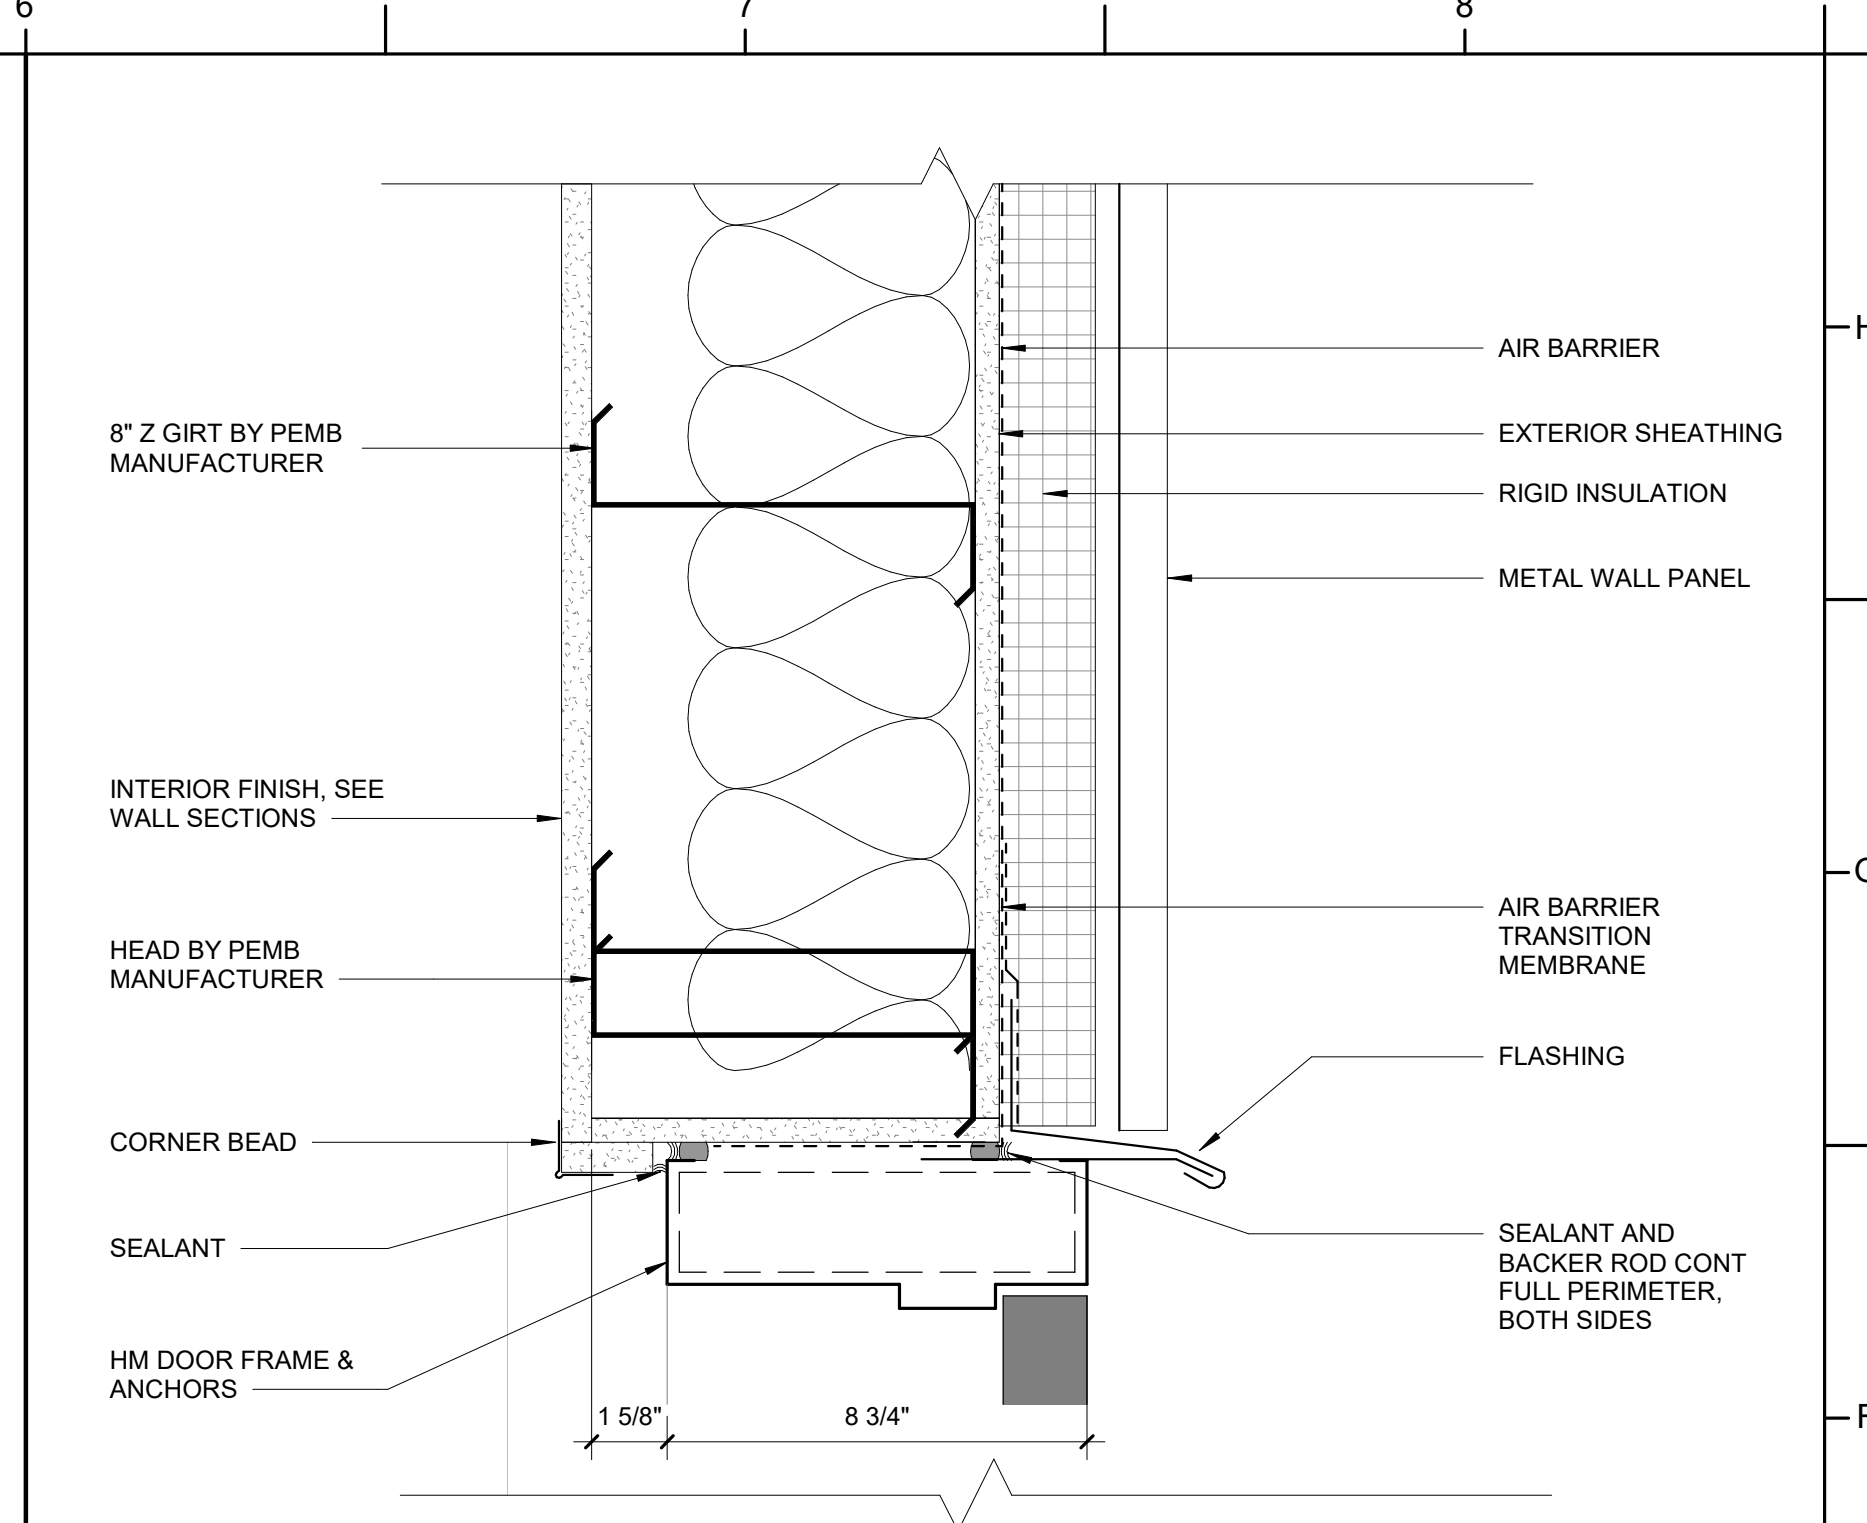 6
7
8
H
AIR BARRIER
8" Z GIRT BY PEMB
MANUFACTURER
EXTERIOR SHEATHING
RIGID INSULATION
METAL WALL PANEL
INTERIOR FINISH, SEE
WALL SECTIONS
AIR BARRIER
TRANSITION
MEMBRANE
HEAD BY PEMB
MANUFACTURER
FLASHING
CORNER BEAD
SEALANT
SEALANT AND
BACKER ROD CONT
FULL PERIMETER,
BOTH SIDES
HM DOOR FRAME &
ANCHORS
1 5/8"
8 3/4"